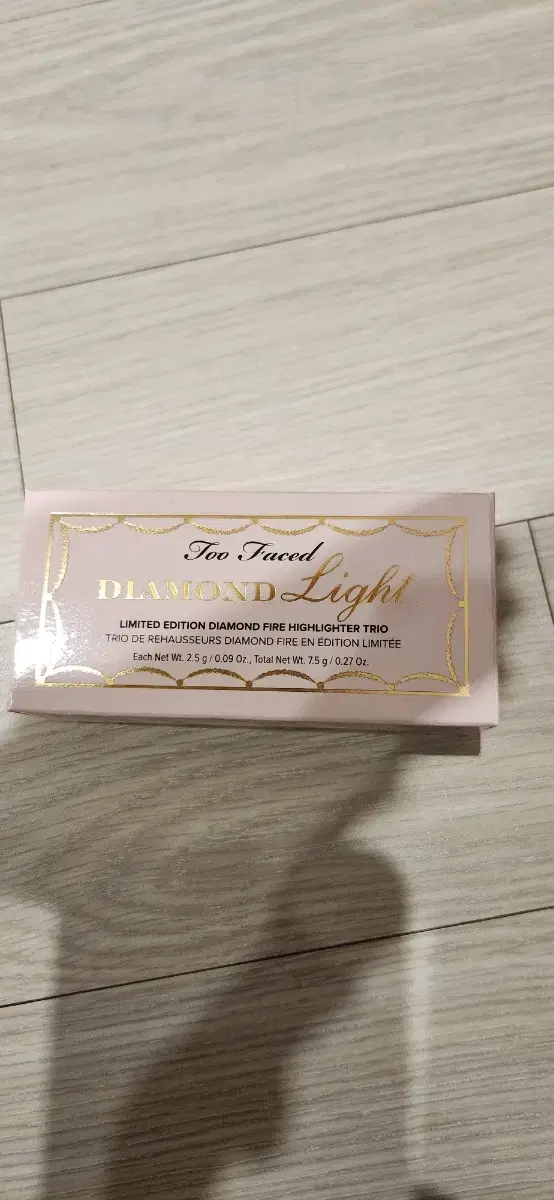 Too Faced
DIAMOND Light
LIMITED EDITION DIAMOND FIRE HIGHLIGHTER TRIO
TRIO DE REHAUSSEURS DIAMOND FIRE EN ÉDITION LIMITÉE
Each Net Wt. 2.5 g / 0.09 Oz., Total Net Wt. 7.5 g / 0.27 Oz.